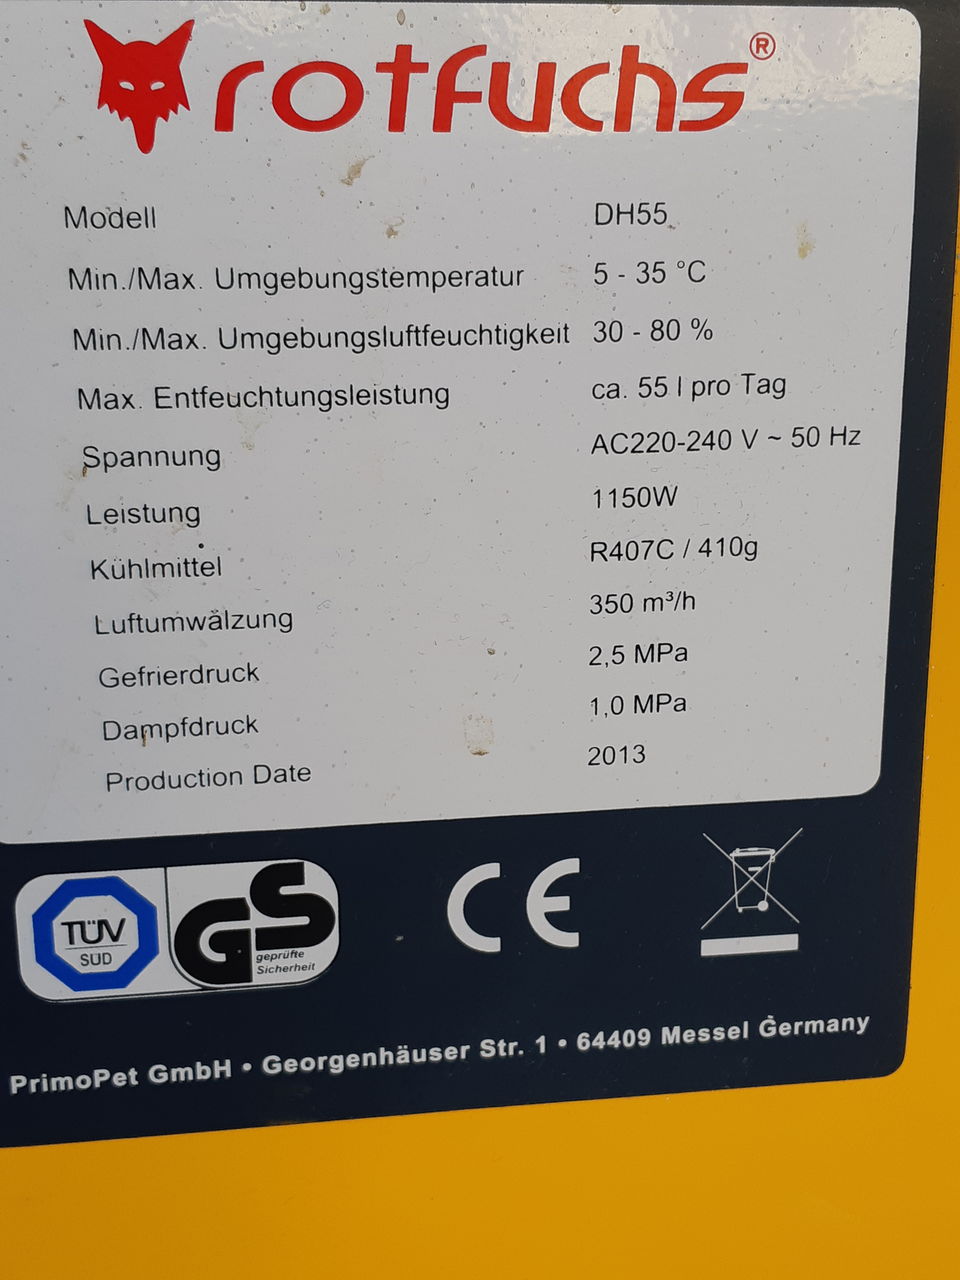 rotfuchs®
Modell DH55
Min./Max. Umgebungstemperatur 5 - 35 °C
Min./Max. Umgebungsluftfeuchtigkeit 30 - 80 %
Max. Entfeuchtungsleistung ca. 55 l pro Tag
Spannung AC220-240 V ~ 50 Hz
Leistung 1150W
Kühlmittel R407C / 410g
Luftumwälzung 350 m³/h
Gefrierdruck 2,5 MPa
Dampfdruck 1,0 MPa
Production Date 2013
TÜV
SÜD
GS
geprüfte
Sicherheit
CE
PrimoPet GmbH • Georgenhäuser Str. 1 • 64409 Messel Germany